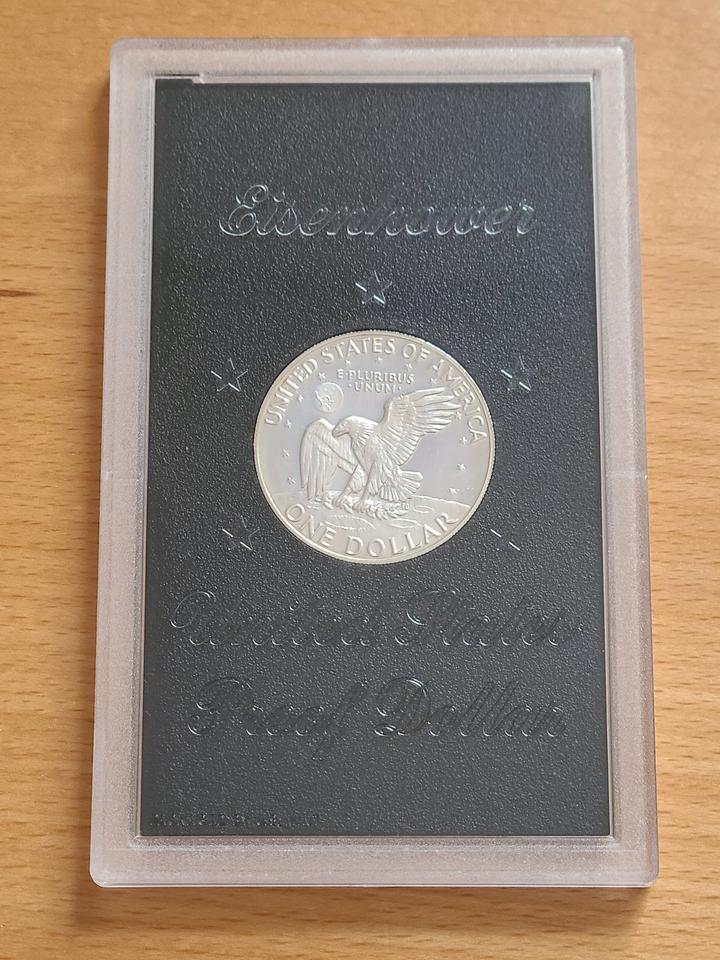 Eisenhower
UNITED STATES OF AMERICA
E·PLURIBUS
·UNUM·
ONE DOLLAR
United States
Proof Dollar